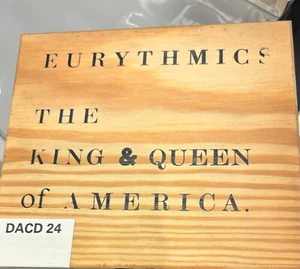 EURYTHMICS
THE
KING & QUEEN
of AMERICA.
DACD 24